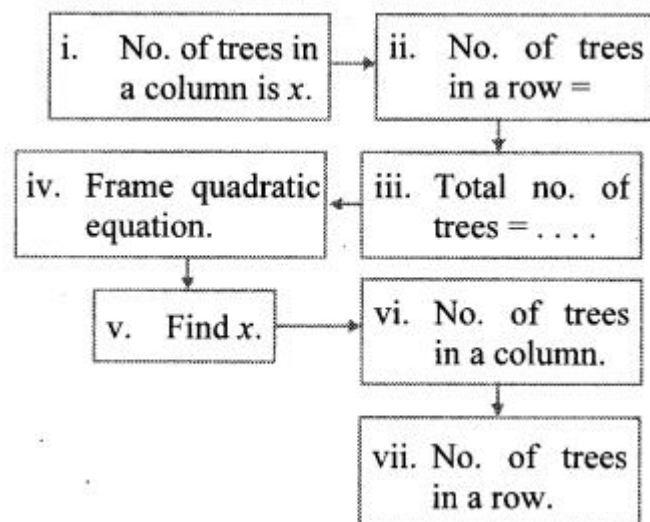 i. No. of trees in
a column is x.
ii. No. of trees
in a row =
iii. Total no. of
trees = . . . .
iv. Frame quadratic
equation.
v. Find x.
vi. No. of trees
in a column.
vii. No. of trees
in a row.